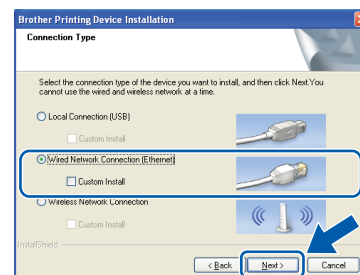 Brother Printing Device Installation
Connection Type
Select the connection type of the device you want to install, and then click Next.You
cannot use the wired and wireless network at a time.
Local Connection (USB)
Custom Install
Wired Network Connection (Ethernet)
Custom Install
Wireless Network Connection
Custom Install
InstallShield
< Back
Next >
Cancel